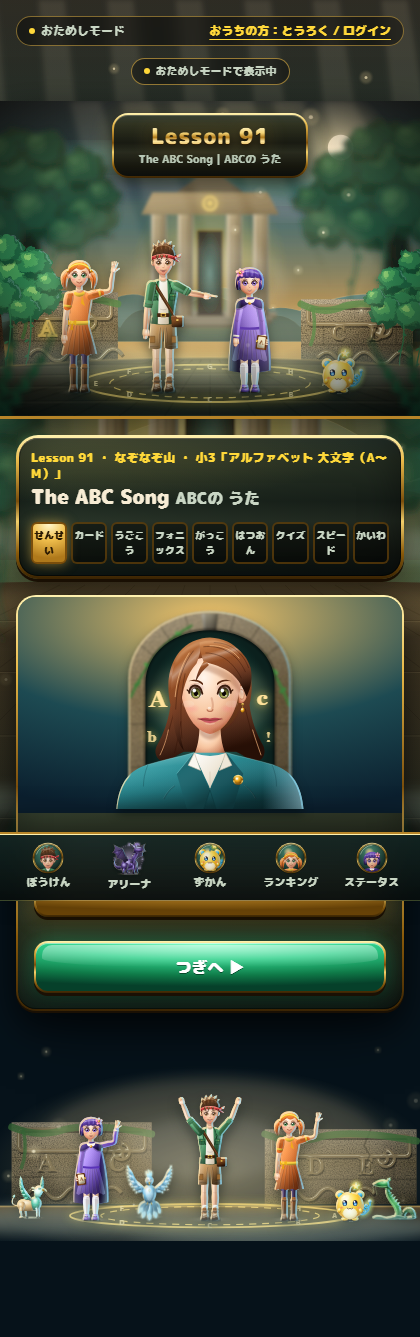 おためしモード
おうちの方：とうろく / ログイン
おためしモードで表示中
Lesson 91
The ABC Song | ABCの うた
A
C
Lesson 91 ・ なぞなぞ山 ・ 小3「アルファベット 大文字（A〜
M）」
The ABC Song ABCの うた
せんせ
い
カード
うごこ
う
フォニ
ックス
がっこ
う
はつお
ん
クイズ
スピー
ド
かいわ
A
c
b
!
ぼうけん
アリーナ
ずかん
ランキング
ステータス
つぎへ ▶
A
D E